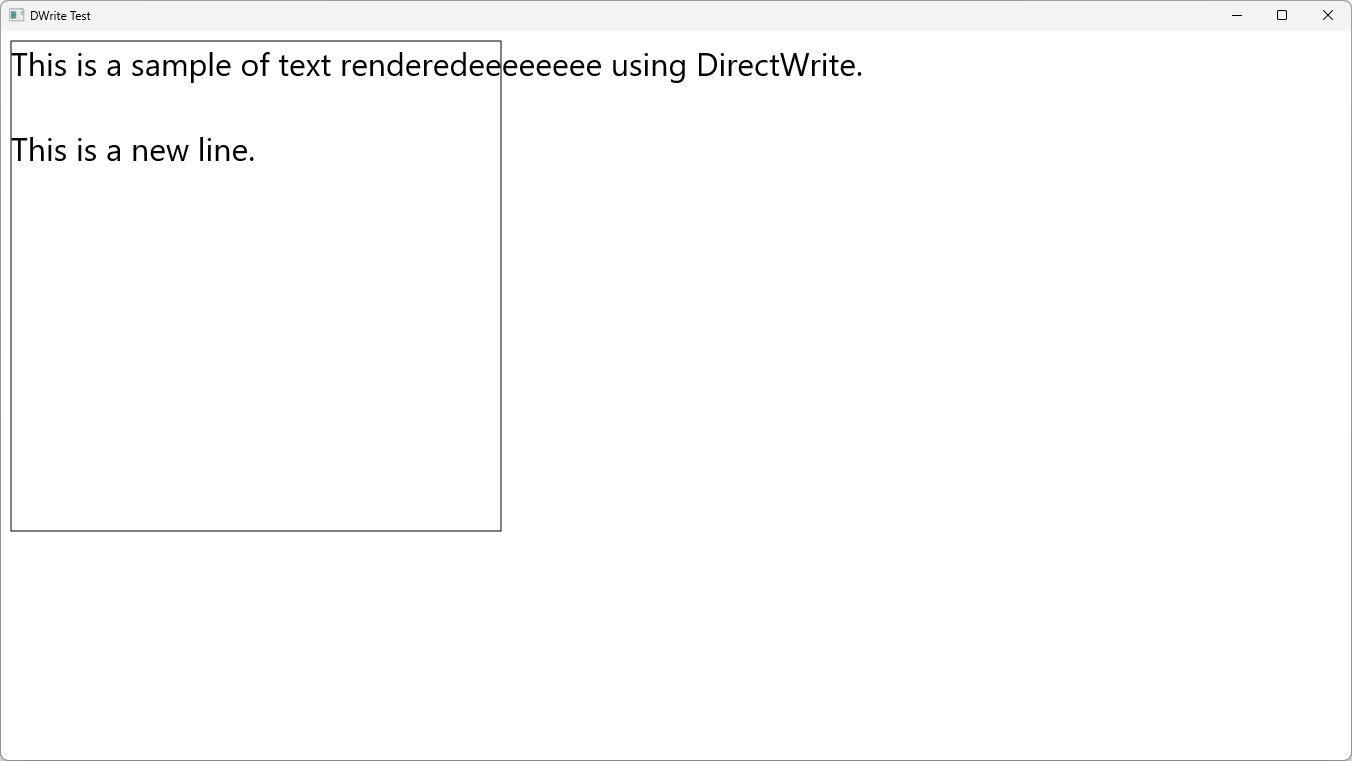 DWrite Test
This is a sample of text renderedeeeeeeee using DirectWrite.
This is a new line.